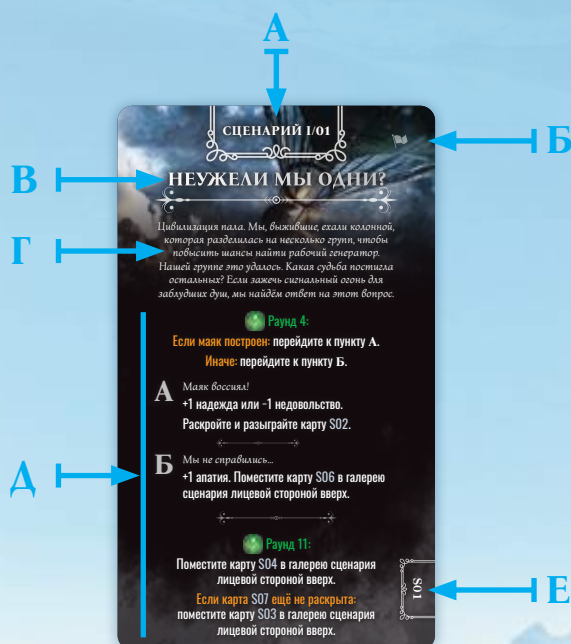 А
СЦЕНАРИЙ I/01
Б
В
НЕУЖЕЛИ МЫ ОДНИ?
Г
Цивилизация пала. Мы, выжившие, ехали колонной,
которая разделилась на несколько групп, чтобы
повысить шансы найти рабочий генератор.
Нашей группе это удалось. Какая судьба постигла
остальных? Если зажечь сигнальный огонь для
заблудших душ, мы найдём ответ на этот вопрос.
Раунд 4:
Если маяк построен: перейдите к пункту А.
Иначе: перейдите к пункту Б.
А Маяк воссиял!
+1 надежда или −1 недовольство.
Раскройте и разыграйте карту S02.
Б Мы не справились...
+1 апатия. Поместите карту S06 в галерею
сценария лицевой стороной вверх.
Д
Раунд 11:
Поместите карту S04 в галерею сценария
лицевой стороной вверх.
Если карта S07 ещё не раскрыта:
поместите карту S03 в галерею сценария
лицевой стороной вверх.
S01
Е